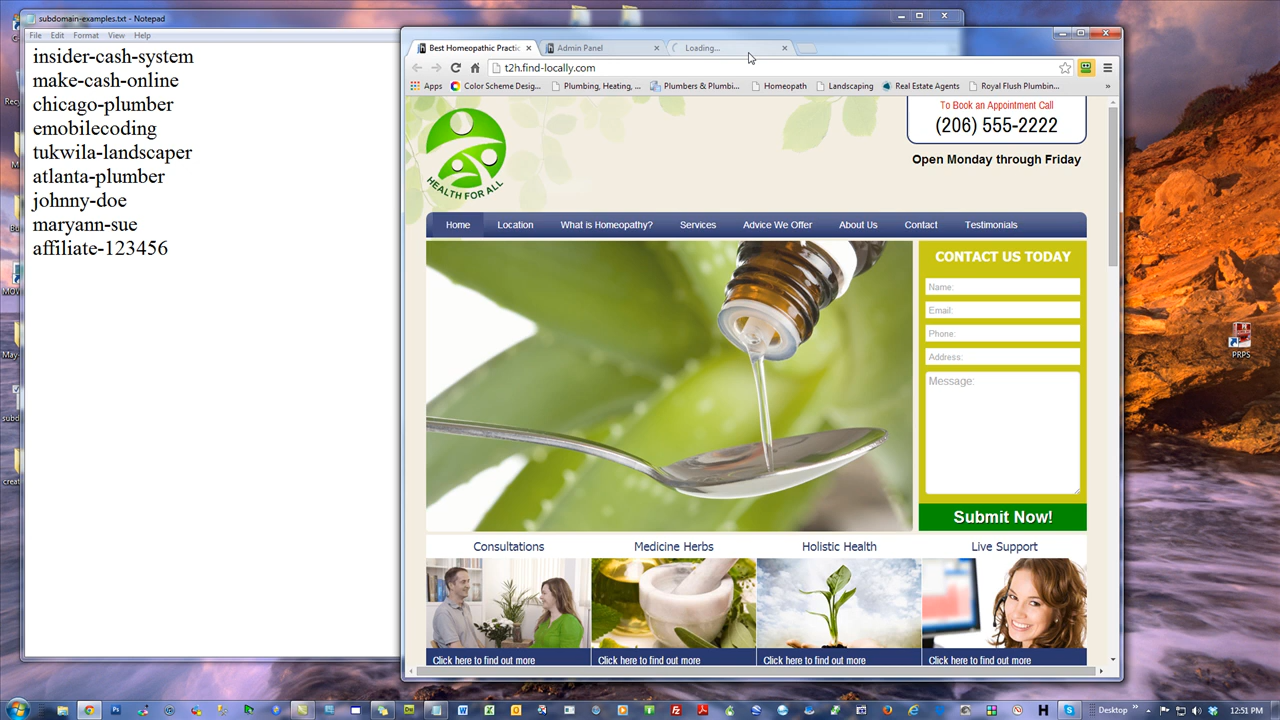 subdomain-examples.txt - Notepad
File Edit Format View Help
insider-cash-system
make-cash-online
chicago-plumber
emobilecoding
tukwila-landscaper
atlanta-plumber
johnny-doe
maryann-sue
affiliate-123456
Best Homeopathic Practic
Admin Panel
Loading...
t2h.find-locally.com
Apps
Color Scheme Desig...
Plumbing, Heating, ...
Plumbers & Plumbi...
Homeopath
Landscaping
Real Estate Agents
Royal Flush Plumbin...
»
HEALTH FOR ALL
To Book an Appointment Call
(206) 555-2222
Open Monday through Friday
Home Location What is Homeopathy? Services Advice We Offer About Us Contact Testimonials
CONTACT US TODAY
Name:
Email:
Phone:
Address:
Message:
Submit Now!
Consultations Medicine Herbs Holistic Health Live Support
Click here to find out more Click here to find out more Click here to find out more Click here to find out more
PRPS
Desktop » 12:51 PM